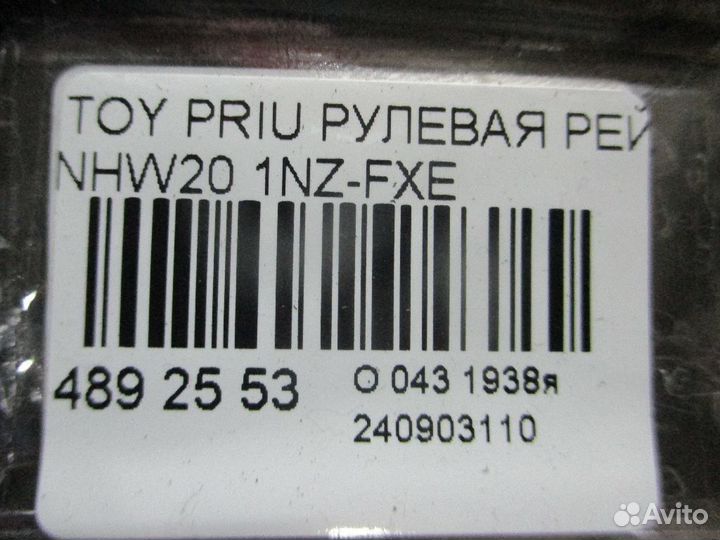 TOY PRIU РУЛЕВАЯ РЕЙ
NHW20 1NZ-FXE
489 25 53
O 043 1938я
240903110
Avito